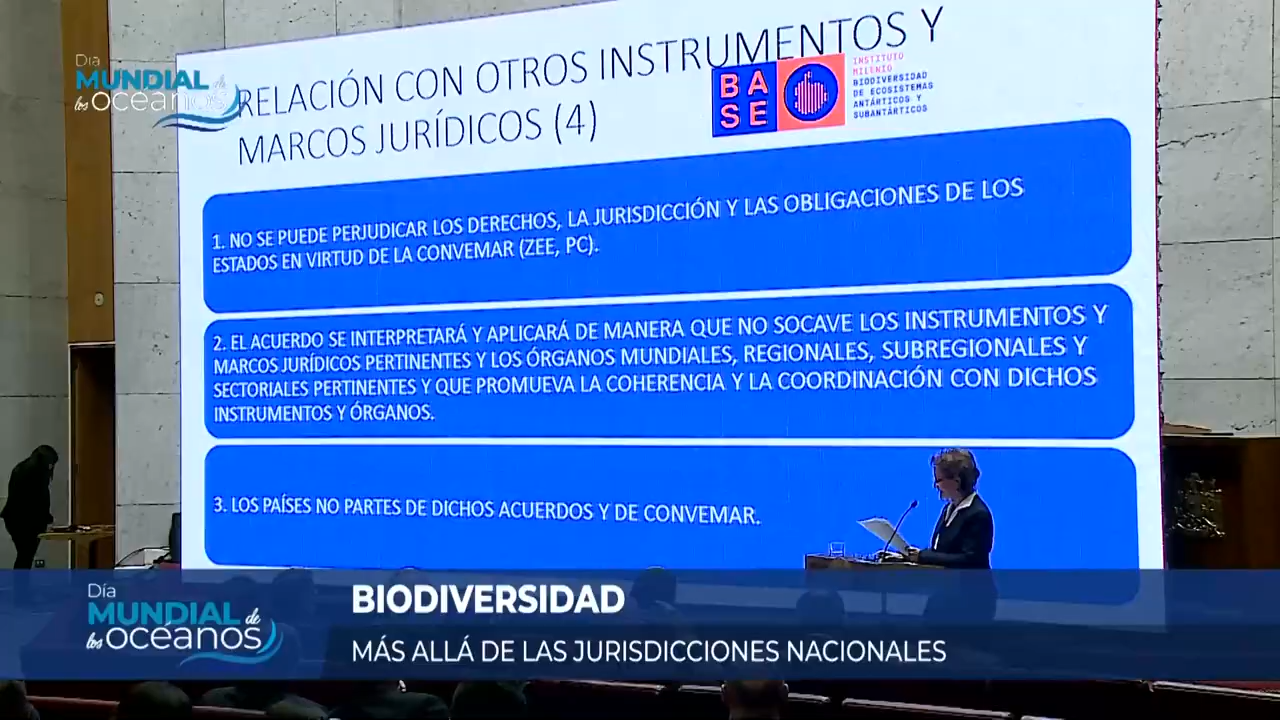 Día
MUNDIAL de
los océanos
RELACIÓN CON OTROS INSTRUMENTOS Y
MARCOS JURÍDICOS (4)
BA
SE
INSTITUTO
MILENIO
BIODIVERSIDAD
DE ECOSISTEMAS
ANTÁRTICOS Y
SUBANTÁRTICOS
1. NO SE PUEDE PERJUDICAR LOS DERECHOS, LA JURISDICCIÓN Y LAS OBLIGACIONES DE LOS
ESTADOS EN VIRTUD DE LA CONVEMAR (ZEE, PC).
2. EL ACUERDO SE INTERPRETARÁ Y APLICARÁ DE MANERA QUE NO SOCAVE LOS INSTRUMENTOS Y
MARCOS JURÍDICOS PERTINENTES Y LOS ÓRGANOS MUNDIALES, REGIONALES, SUBREGIONALES Y
SECTORIALES PERTINENTES Y QUE PROMUEVA LA COHERENCIA Y LA COORDINACIÓN CON DICHOS
INSTRUMENTOS Y ÓRGANOS.
3. LOS PAÍSES NO PARTES DE DICHOS ACUERDOS Y DE CONVEMAR.
Día
MUNDIAL de
los océanos
BIODIVERSIDAD
MÁS ALLÁ DE LAS JURISDICCIONES NACIONALES